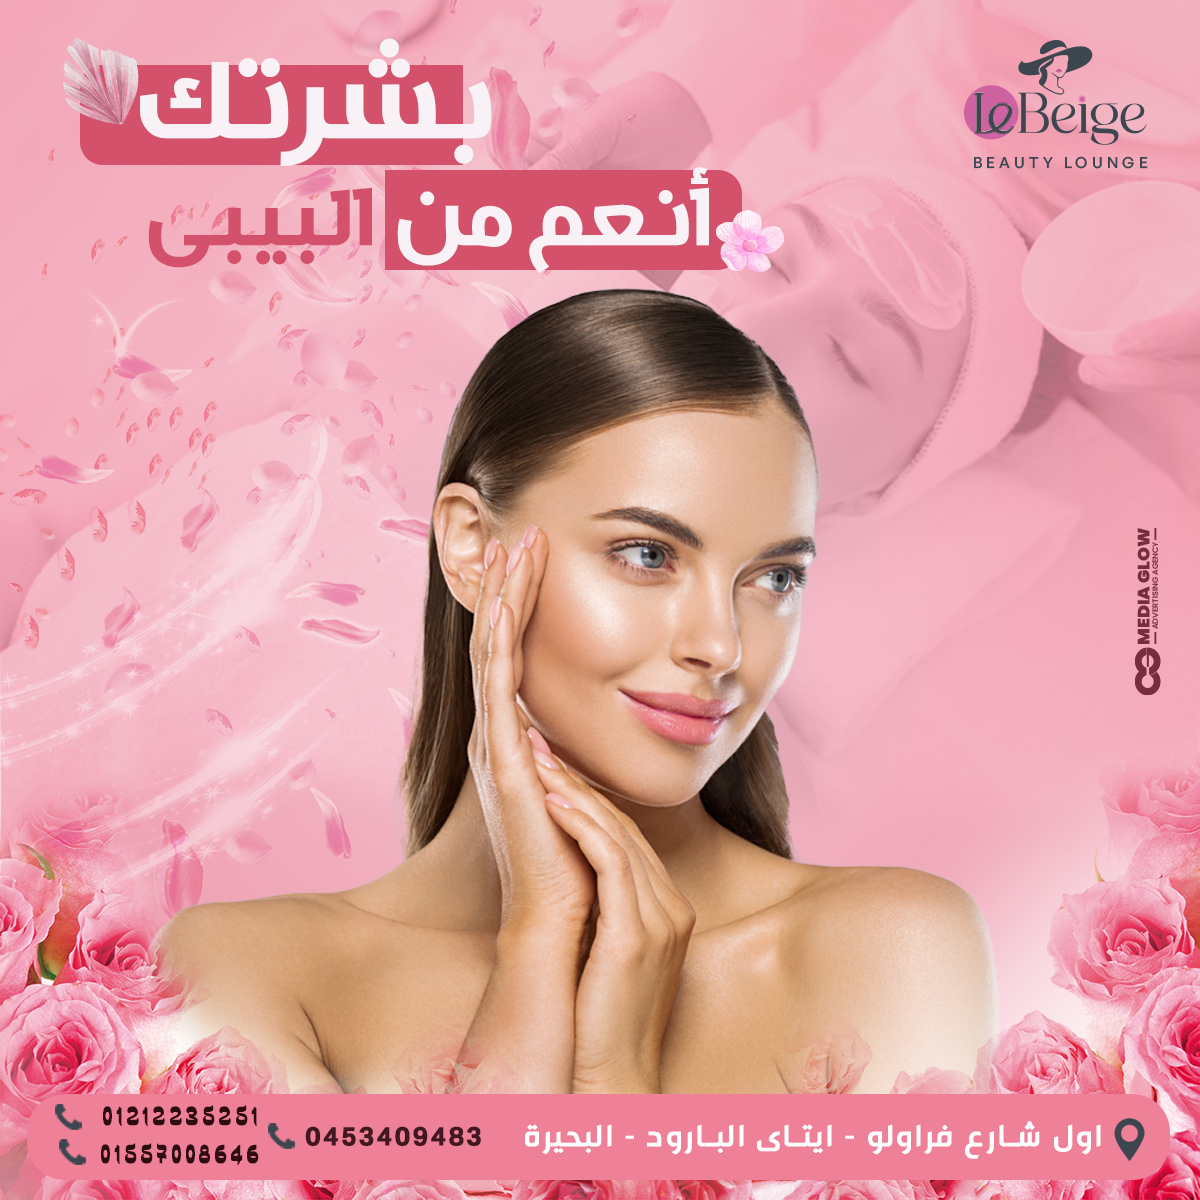 بشرتك
أنعم من البيبى
LeBeige
BEAUTY LOUNGE
MEDIA GLOW
ADVERTISING AGENCY
اول شارع فراولو - ايتاى البارود - البحيرة
0453409483
01212235251
01557008646